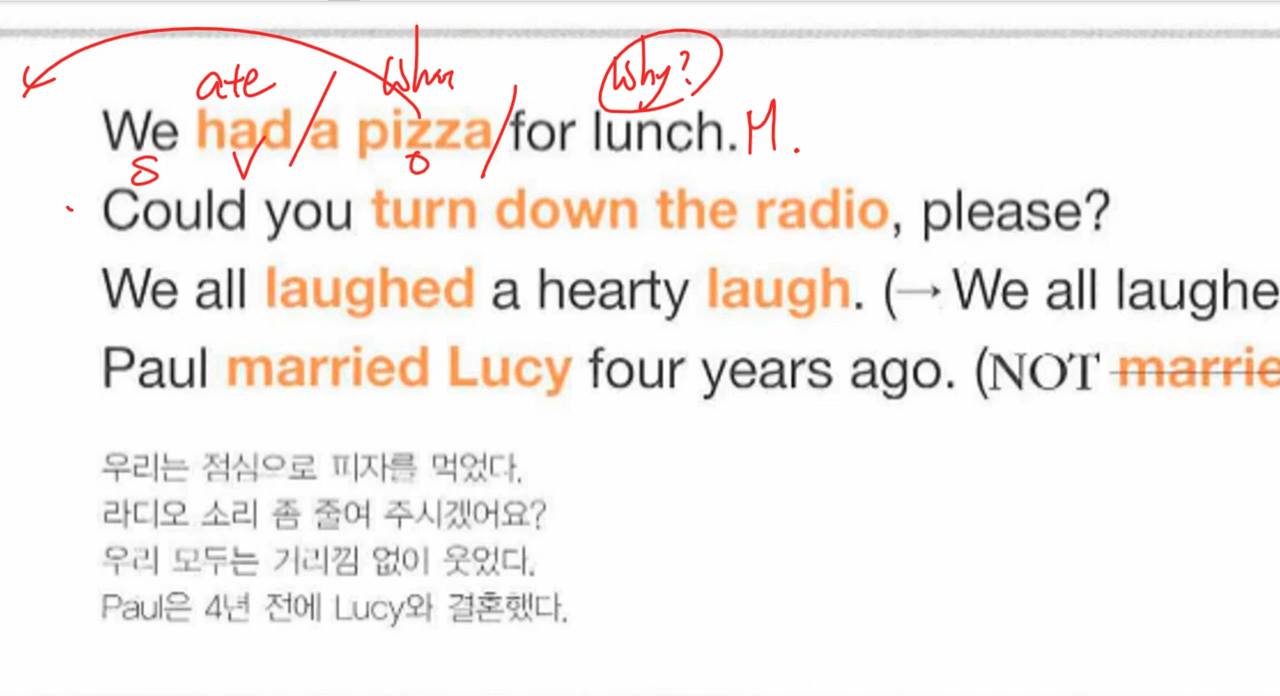 ate what Why?
We had / a pizza / for lunch. M.
S V O
Could you turn down the radio, please?
We all laughed a hearty laugh. (→ We all laughe
Paul married Lucy four years ago. (NOT marrie
우리는 점심으로 피자를 먹었다.
라디오 소리 좀 줄여 주시겠어요?
우리 모두는 거리낌 없이 웃었다.
Paul은 4년 전에 Lucy와 결혼했다.